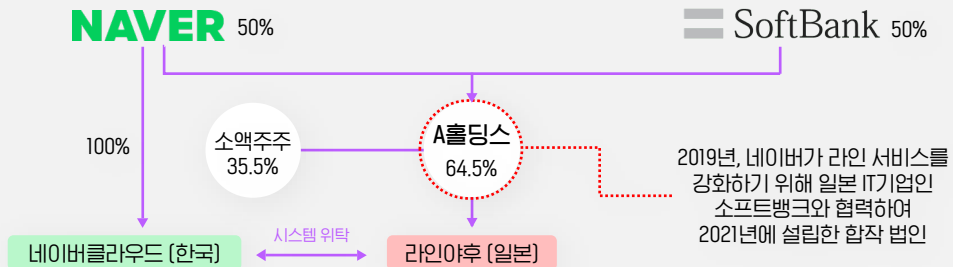 NAVER 50%
SoftBank 50%
100%
소액주주
35.5%
A홀딩스
64.5%
2019년, 네이버가 라인 서비스를
강화하기 위해 일본 IT기업인
소프트뱅크와 협력하여
2021년에 설립한 합작 법인
네이버클라우드 (한국)
시스템 위탁
라인야후 (일본)